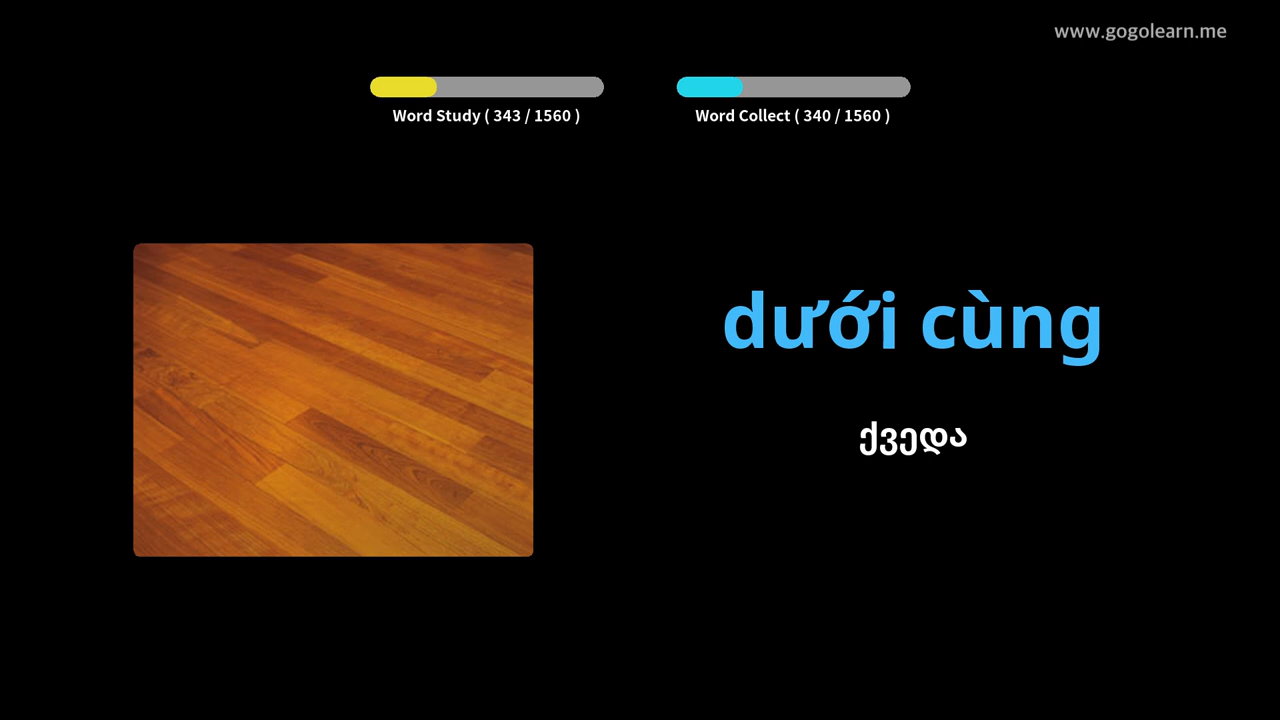 www.gogolearn.me
Word Study ( 343 / 1560 )
Word Collect ( 340 / 1560 )
dưới cùng
ქვედა